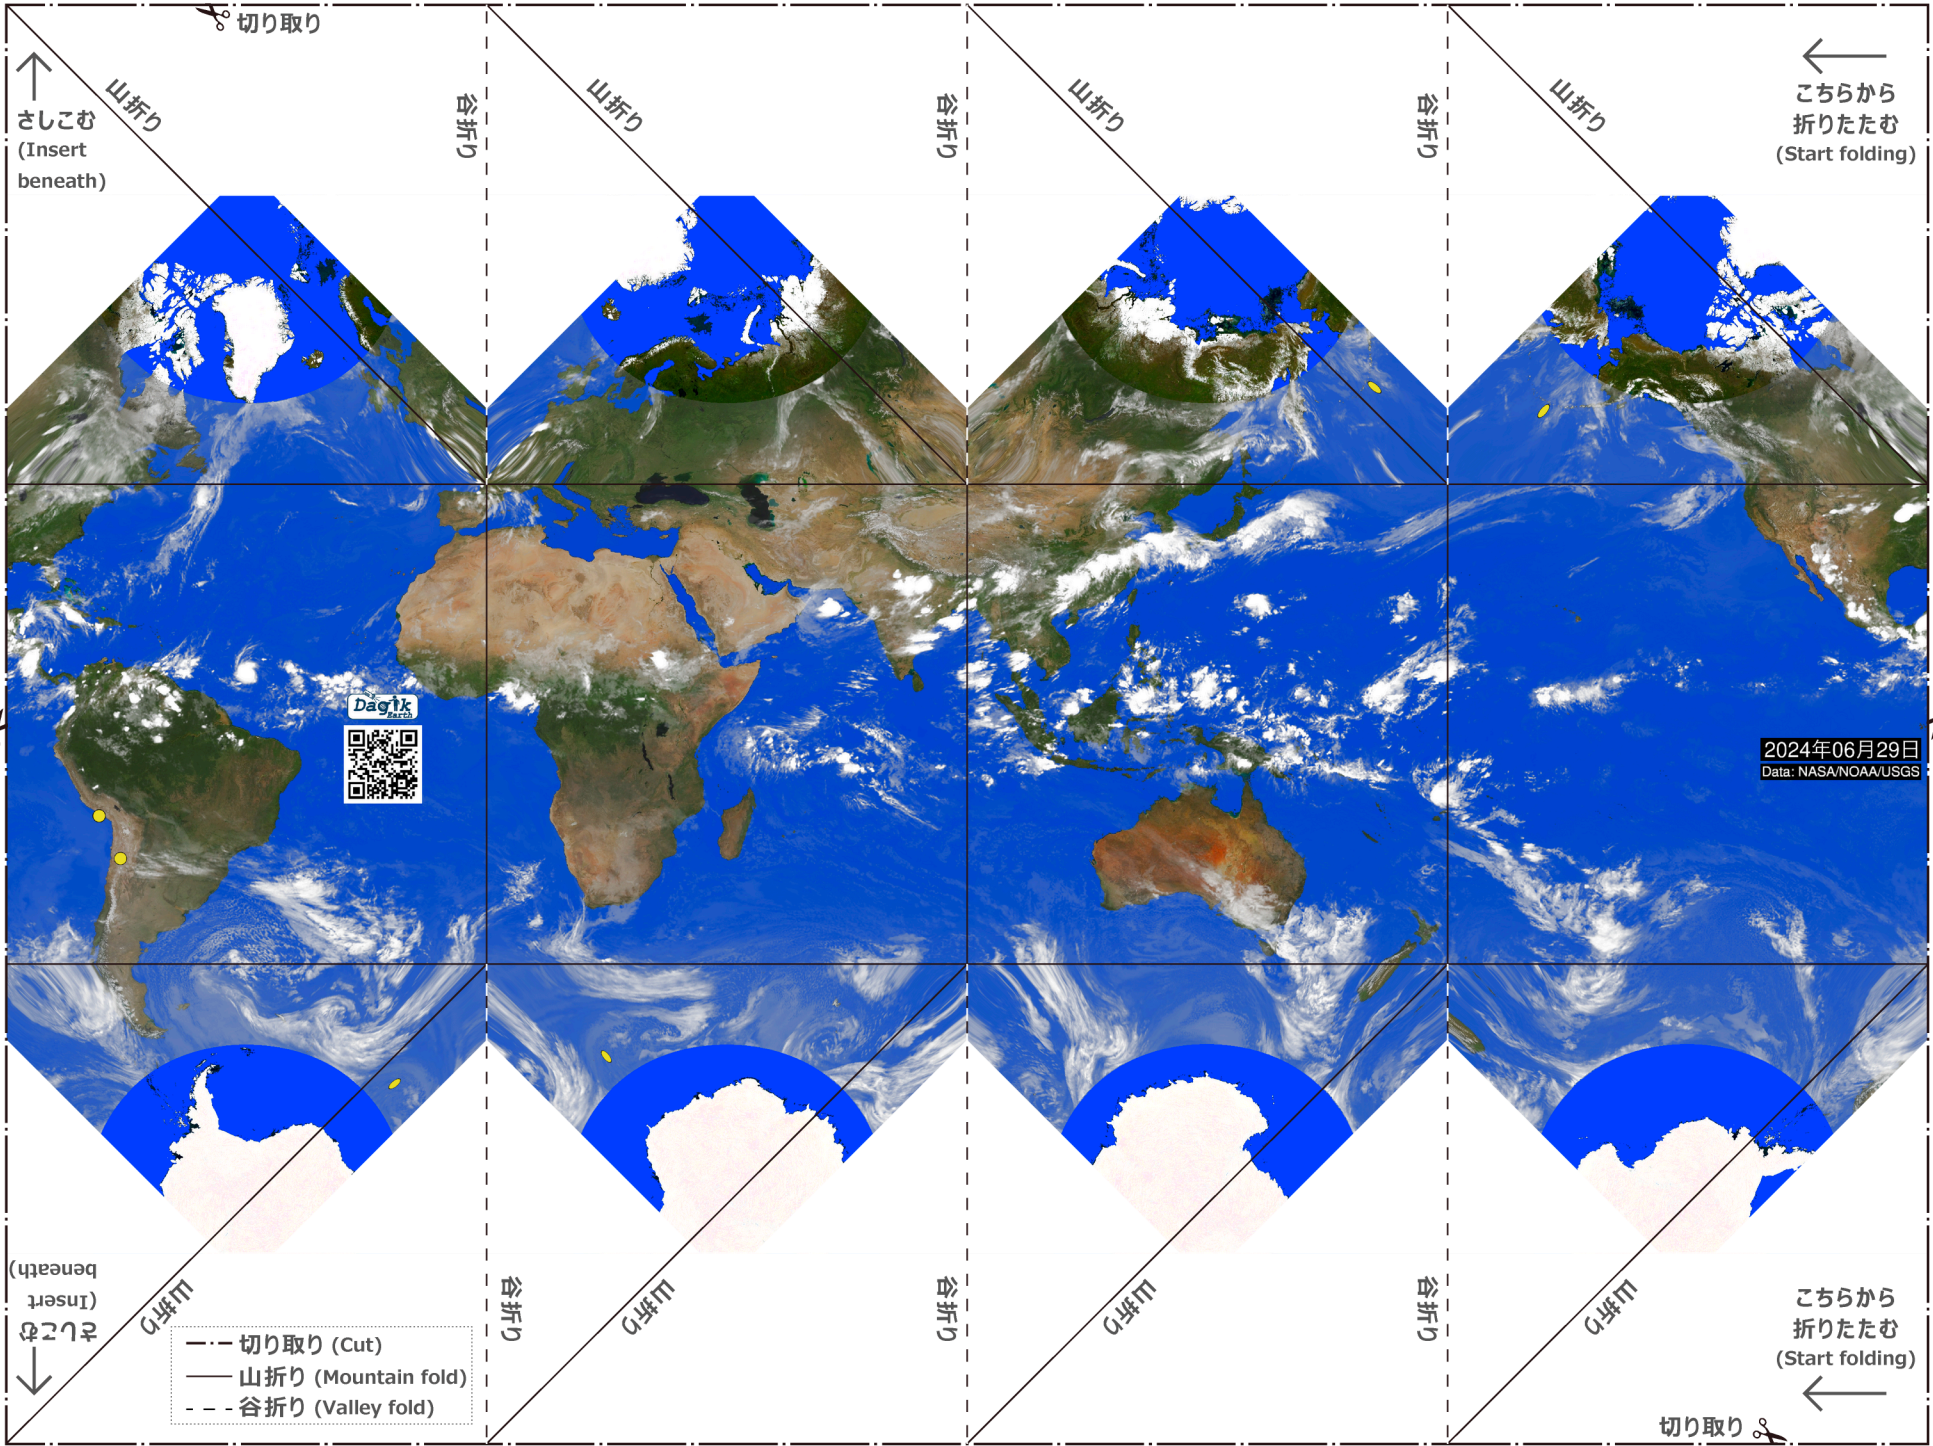 切り取り
山折り
谷折り
山折り
谷折り
山折り
谷折り
山折り
さしこむ
(Insert
beneath)
こちらから
折りたたむ
(Start folding)
Dagik
Earth
2024年06月29日
Data: NASA/NOAA/USGS
さしこむ
(Insert
beneath)
山折り
谷折り
山折り
谷折り
山折り
谷折り
山折り
こちらから
折りたたむ
(Start folding)
切り取り (Cut)
山折り (Mountain fold)
谷折り (Valley fold)
切り取り